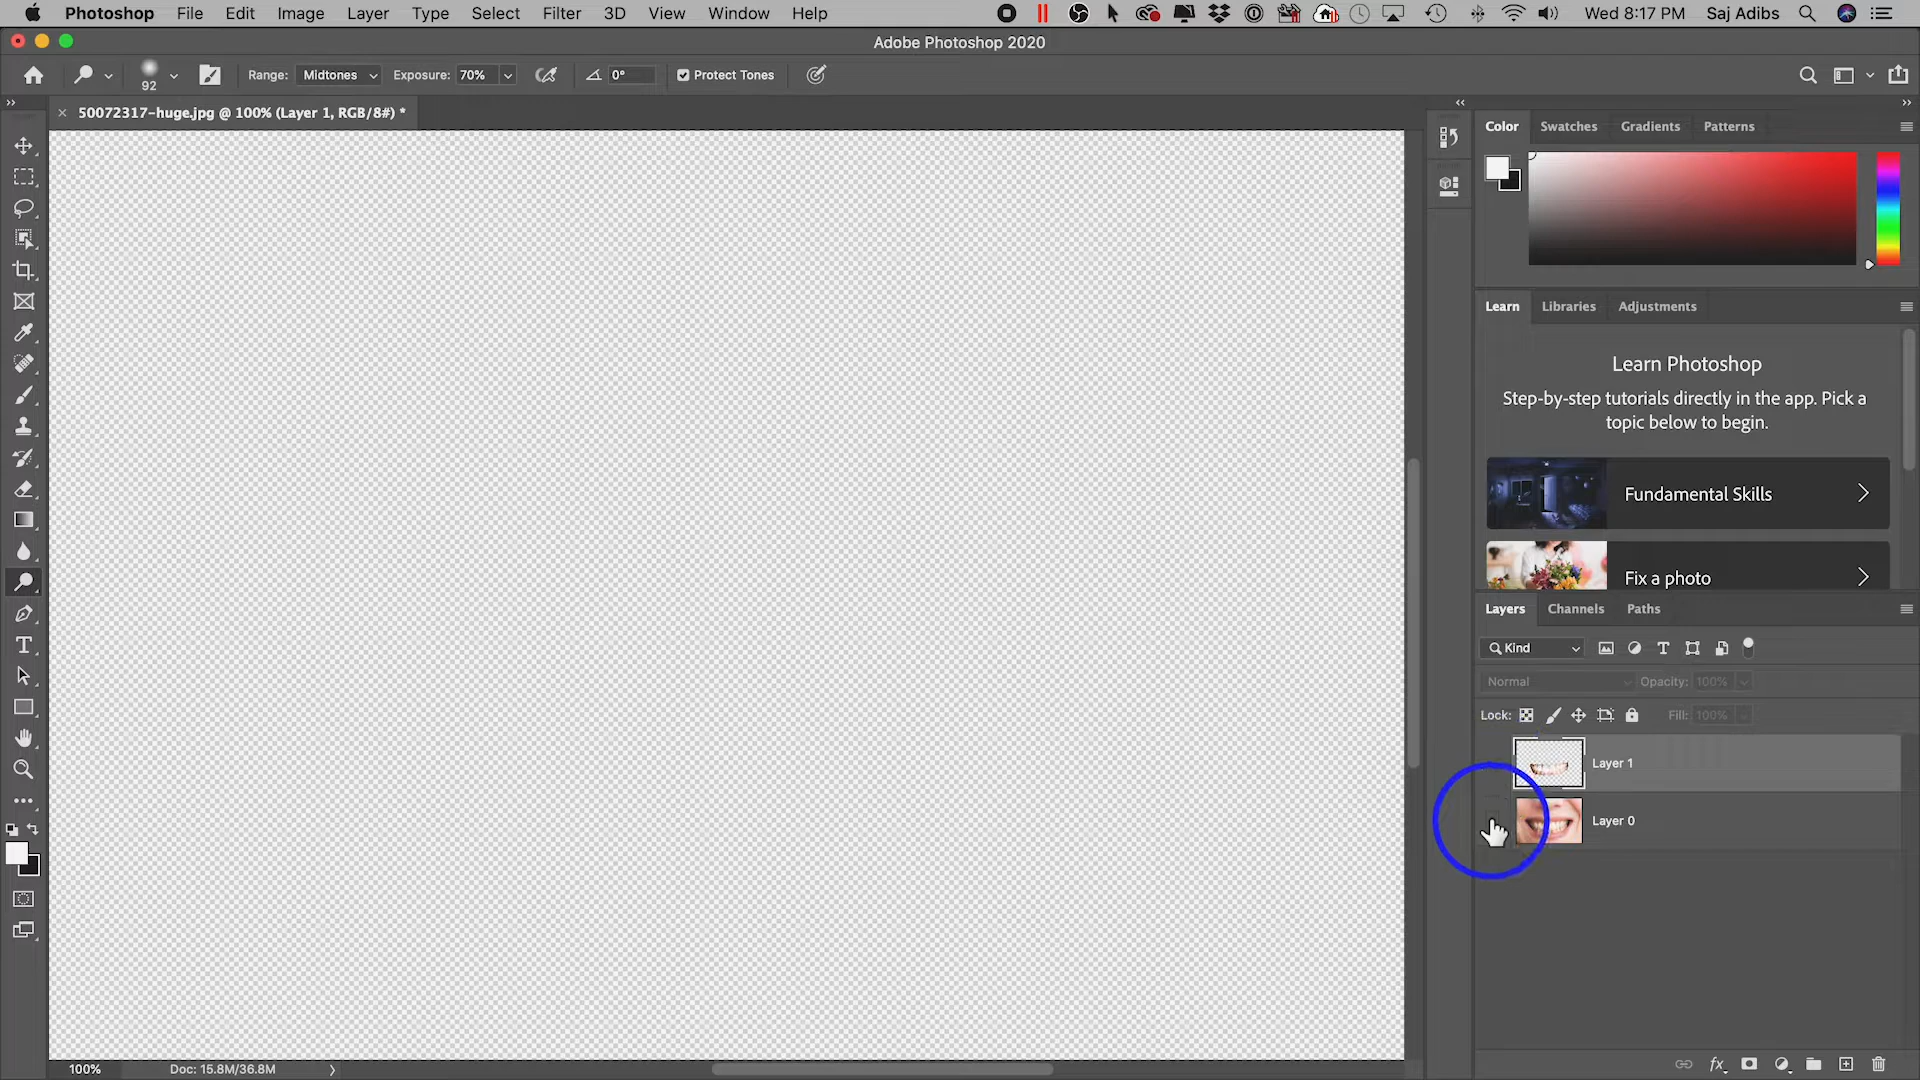 Photoshop File Edit Image Layer Type Select Filter 3D View Window Help Wed 8:17 PM Saj Adibs
Adobe Photoshop 2020
92 Range: Midtones Exposure: 70% 0° Protect Tones
50072317-huge.jpg @ 100% (Layer 1, RGB/8#) *
Color Swatches Gradients Patterns
Learn Libraries Adjustments
Learn Photoshop
Step-by-step tutorials directly in the app. Pick a
topic below to begin.
Fundamental Skills
Fix a photo
Layers Channels Paths
Kind
Normal Opacity: 100%
Lock: Fill: 100%
Layer 1
Layer 0
100% Doc: 15.8M/36.8M